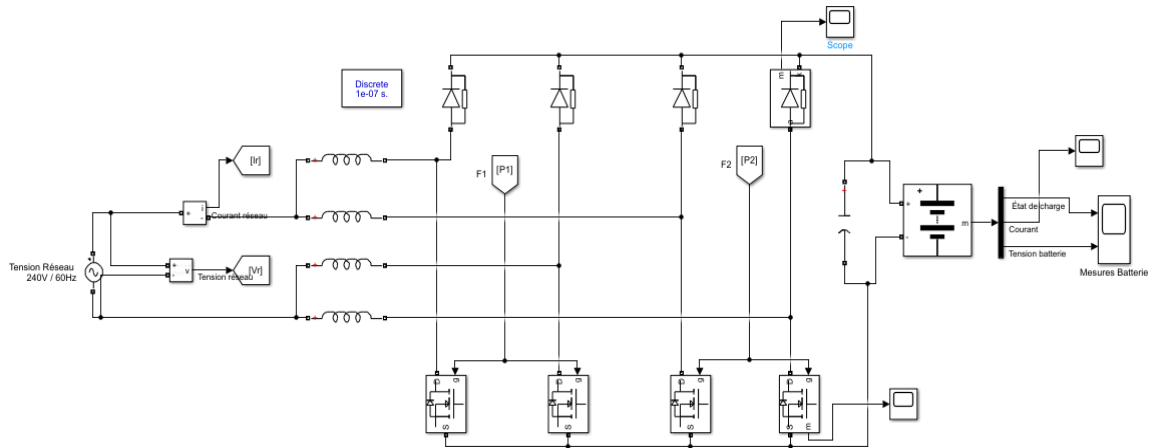 Scope
Discrete
1e-07 s.
m
[Ir]
F1
[P1]
F2
[P2]
+
i
-
Courant réseau
+
v
-
Tension réseau
[Vr]
Tension Réseau
240V / 60Hz
+
+
-
m
État de charge
Courant
Tension batterie
Mesures Batterie
g
S
g
S
g
S
g
S
m